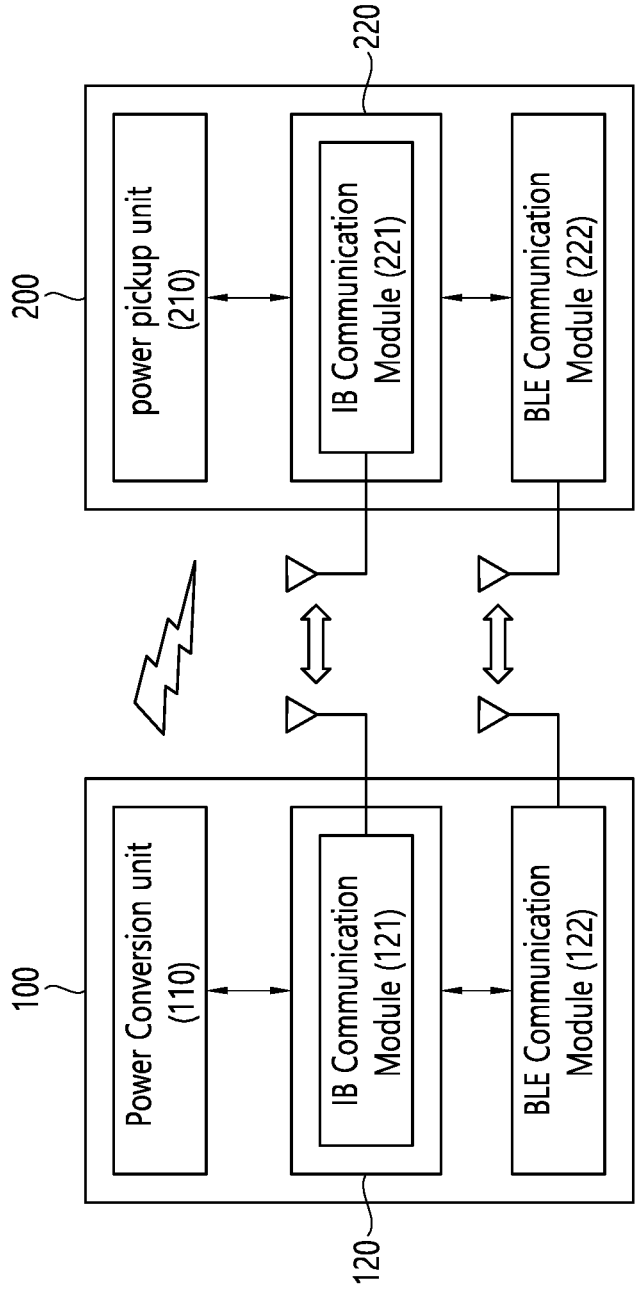 100
Power Conversion unit
(110)
IB Communication
Module (121)
BLE Communication
Module (122)
120
200
power pickup unit
(210)
IB Communication
Module (221)
BLE Communication
Module (222)
220